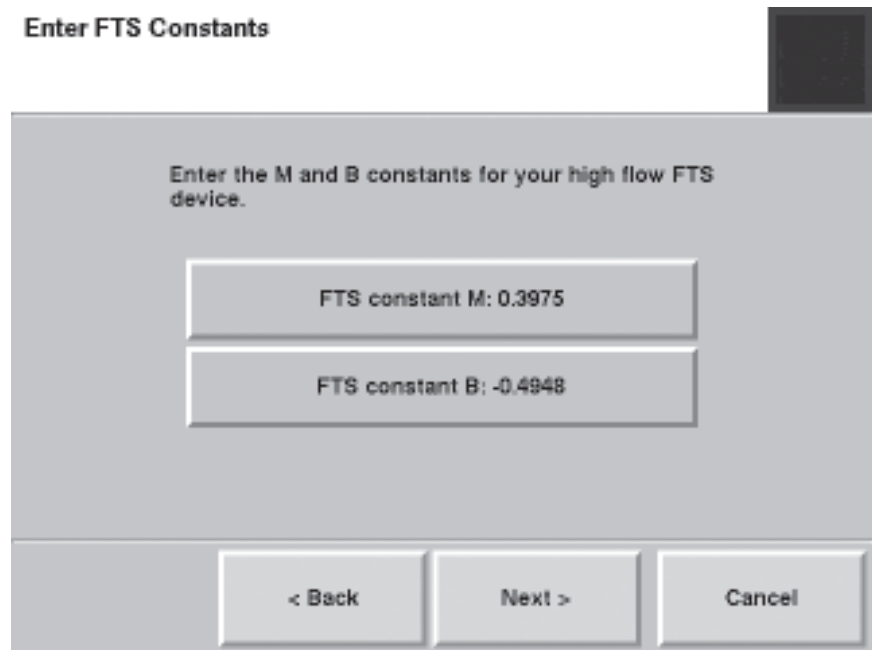 Enter FTS Constants
Enter the M and B constants for your high flow FTS
device.
FTS constant M: 0.3975
FTS constant B: -0.4948
< Back
Next >
Cancel